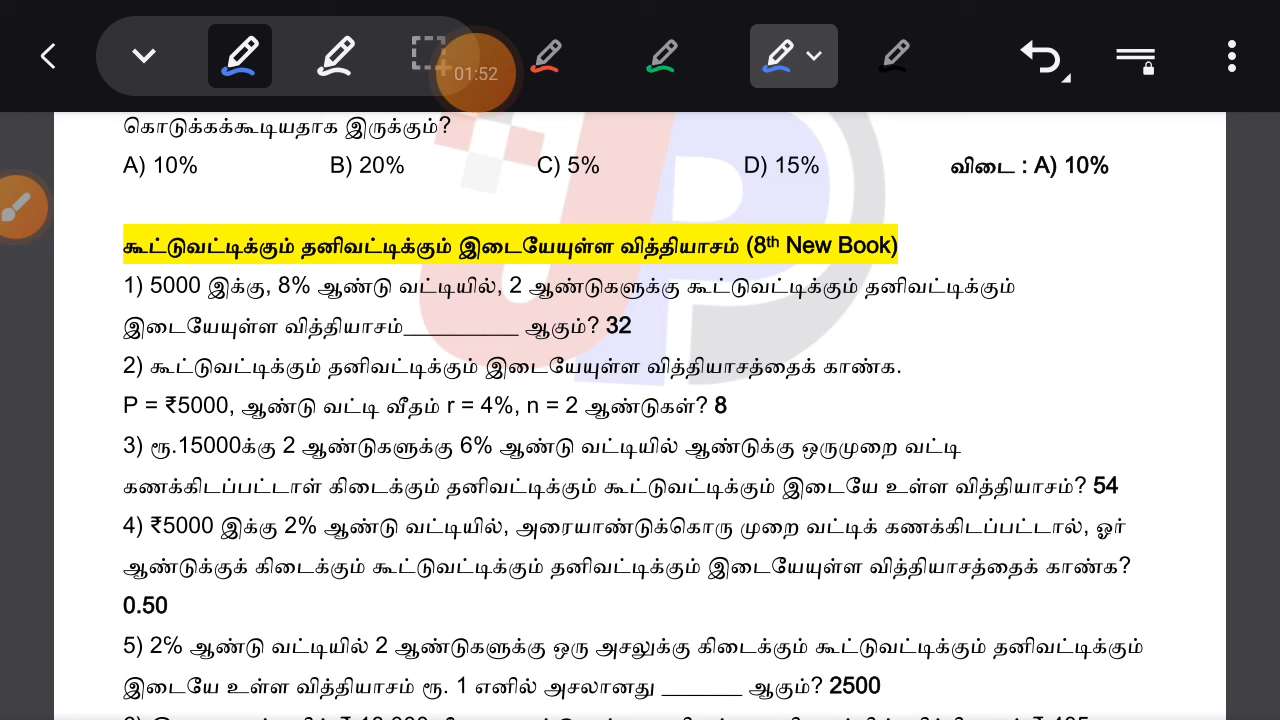 01:52
கொடுக்கக்கூடியதாக இருக்கும்?
A) 10% B) 20% C) 5% D) 15% விடை : A) 10%
கூட்டுவட்டிக்கும் தனிவட்டிக்கும் இடையேயுள்ள வித்தியாசம் (8th New Book)
1) 5000 இக்கு, 8% ஆண்டு வட்டியில், 2 ஆண்டுகளுக்கு கூட்டுவட்டிக்கும் தனிவட்டிக்கும்
இடையேயுள்ள வித்தியாசம்__________ ஆகும்? 32
2) கூட்டுவட்டிக்கும் தனிவட்டிக்கும் இடையேயுள்ள வித்தியாசத்தைக் காண்க.
P = ₹5000, ஆண்டு வட்டி வீதம் r = 4%, n = 2 ஆண்டுகள்? 8
3) ரூ.15000க்கு 2 ஆண்டுகளுக்கு 6% ஆண்டு வட்டியில் ஆண்டுக்கு ஒருமுறை வட்டி
கணக்கிடப்பட்டாள் கிடைக்கும் தனிவட்டிக்கும் கூட்டுவட்டிக்கும் இடையே உள்ள வித்தியாசம்? 54
4) ₹5000 இக்கு 2% ஆண்டு வட்டியில், அரையாண்டுக்கொரு முறை வட்டிக் கணக்கிடப்பட்டால், ஓர்
ஆண்டுக்குக் கிடைக்கும் கூட்டுவட்டிக்கும் தனிவட்டிக்கும் இடையேயுள்ள வித்தியாசத்தைக் காண்க?
0.50
5) 2% ஆண்டு வட்டியில் 2 ஆண்டுகளுக்கு ஒரு அசலுக்கு கிடைக்கும் கூட்டுவட்டிக்கும் தனிவட்டிக்கும்
இடையே உள்ள வித்தியாசம் ரூ. 1 எனில் அசலானது _______ ஆகும்? 2500